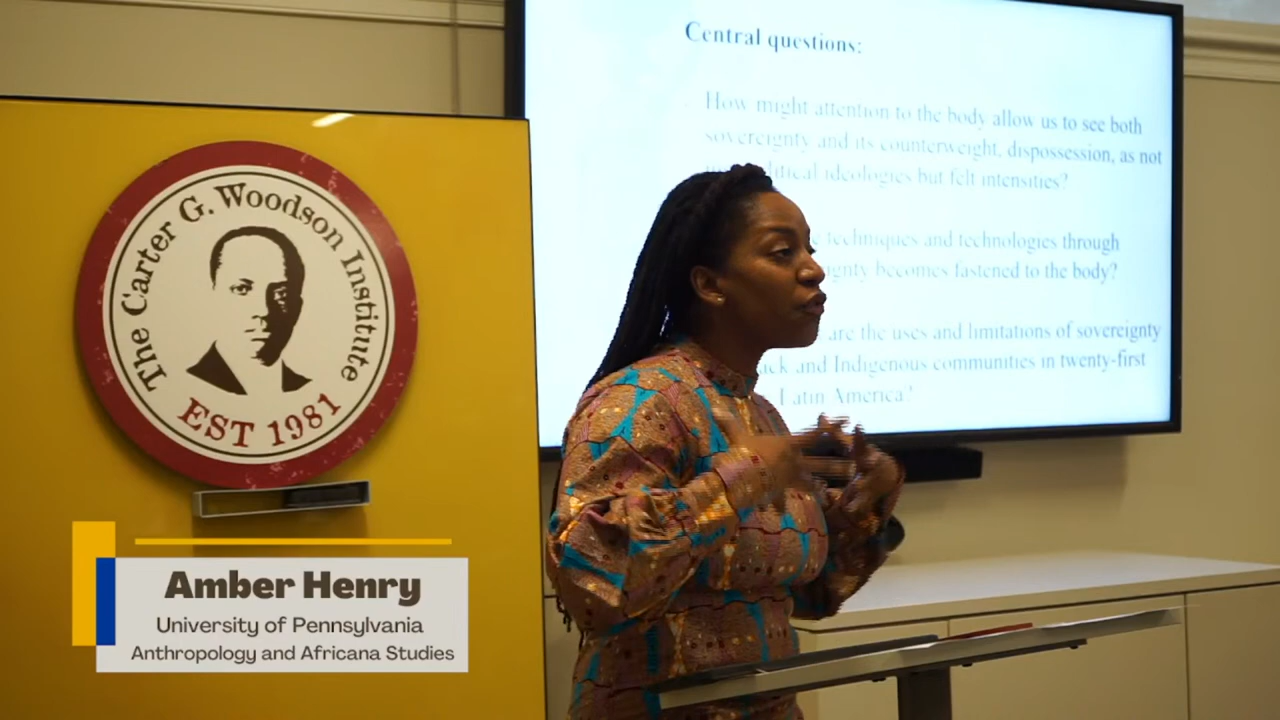 The Carter G. Woodson Institute
EST 1981
Amber Henry
University of Pennsylvania
Anthropology and Africana Studies
Central questions:
How might attention to the body allow us to see both
sovereignty and its counterweight, dispossession, as not
ideologies but felt intensities?
techniques and technologies through
becomes fastened to the body?
are the uses and limitations of sovereignty
and Indigenous communities in twenty-first
Latin America?